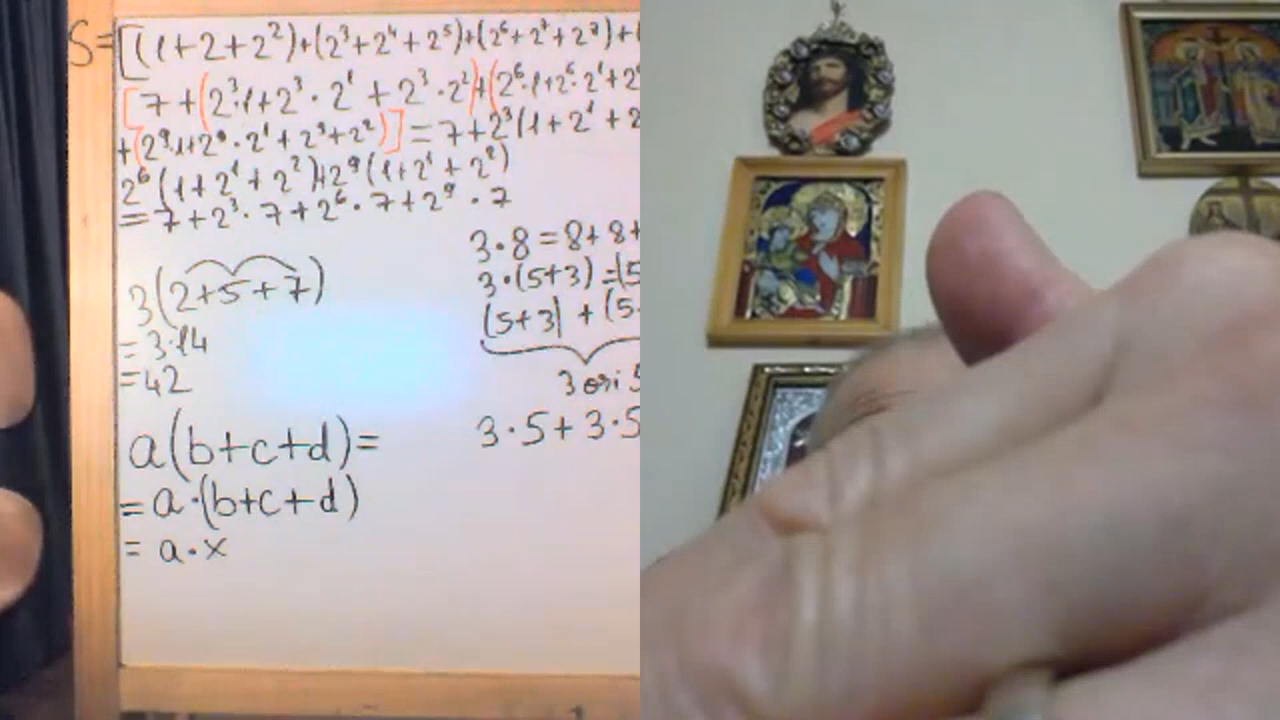 S=[(1+2+2²)+(2³+2⁴+2⁵)+(2⁶+2⁷+2⁸)+(
[7+(2³·1+2³·2¹+2³·2²)+(2⁶·1+2⁶·2¹+2⁶
+(2⁹·1+2⁹·2¹+2⁹+2²)]=7+2³(1+2¹+2
2⁶(1+2¹+2²)+2⁹(1+2¹+2²)
=7+2³·7+2⁶·7+2⁹·7
3(2+5+7)
=3·14
=42
a(b+c+d)=
=a·(b+c+d)
=a·x
3·8=8+8+
3·(5+3)=(5
(5+3)+(5+
3 ori 5
3·5+3·5